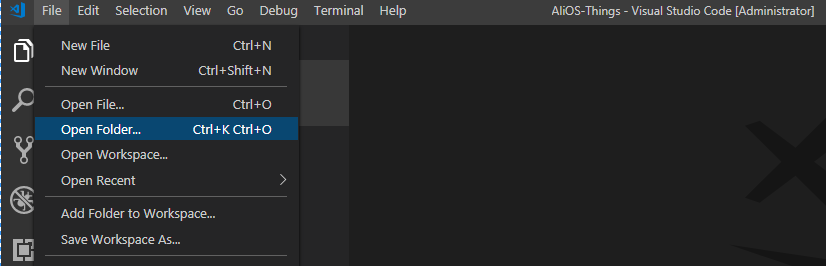 File Edit Selection View Go Debug Terminal Help AliOS-Things - Visual Studio Code [Administrator]
New File Ctrl+N
New Window Ctrl+Shift+N
Open File... Ctrl+O
Open Folder... Ctrl+K Ctrl+O
Open Workspace...
Open Recent
Add Folder to Workspace...
Save Workspace As...